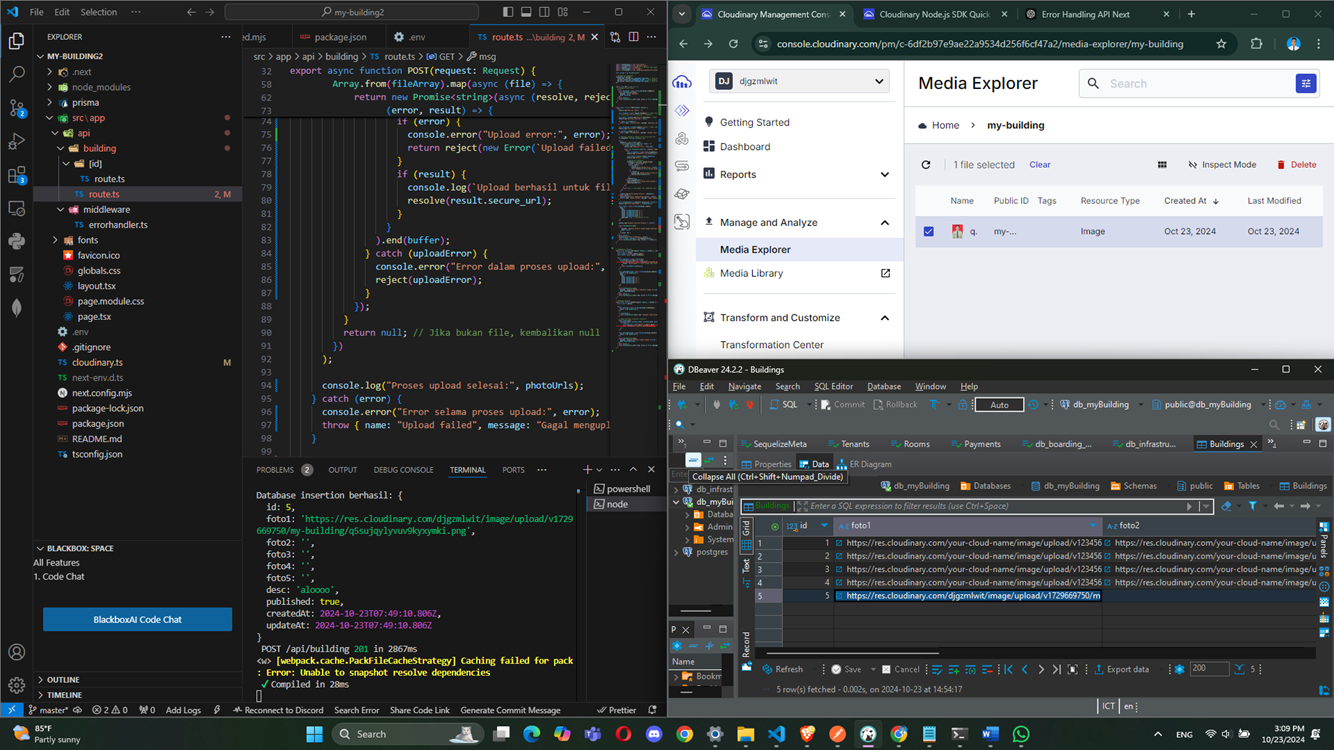 File Edit Selection ··· my-building2
EXPLORER
MY-BUILDING2
.next
node_modules
prisma
src\app
api
building
[id]
route.ts
route.ts 2, M
middleware
errorhandler.ts
fonts
favicon.ico
globals.css
layout.tsx
page.module.css
page.tsx
.env
.gitignore
cloudinary.ts M
next-env.d.ts
next.config.mjs
package-lock.json
package.json
README.md
tsconfig.json
BLACKBOX: SPACE
All Features
1. Code Chat
BlackboxAI Code Chat
OUTLINE
TIMELINE
ed.mjs package.json .env route.ts ...\building 2, M
src > app > api > building > route.ts > GET > msg
32 export async function POST(request: Request) {
58 Array.from(fileArray).map(async (file) => {
62 return new Promise<string>(async (resolve, rejec
73 (error, result) => {
74 if (error) {
75 console.error("Upload error:", error);
76 return reject(new Error(`Upload failed
77 }
78 if (result) {
79 console.log(`Upload berhasil untuk fil
80 resolve(result.secure_url);
81 }
82 }
83 ).end(buffer);
84 } catch (uploadError) {
85 console.error("Error dalam proses upload:",
86 reject(uploadError);
87 }
88 });
89 }
90 return null; // Jika bukan file, kembalikan null
91 })
92 );
93
94 console.log("Proses upload selesai:", photoUrls);
95 } catch (error) {
96 console.error("Error selama proses upload:", error);
97 throw { name: "Upload failed", message: "Gagal mengupl
98 }
99
PROBLEMS 2 OUTPUT DEBUG CONSOLE TERMINAL PORTS ···
powershell
node
Database insertion berhasil: {
id: 5,
foto1: 'https://res.cloudinary.com/djgzmlwit/image/upload/v1729
669750/my-building/q5sujqylyvuv9kyxymki.png',
foto2: '',
foto3: '',
foto4: '',
foto5: '',
desc: 'aloooo',
published: true,
createdAt: 2024-10-23T07:49:10.806Z,
updateAt: 2024-10-23T07:49:10.806Z
}
POST /api/building 201 in 2867ms
<w> [webpack.cache.PackFileCacheStrategy] Caching failed for pack
: Error: Unable to snapshot resolve dependencies
✓ Compiled in 28ms
master* 2 0 0 Add Logs Reconnect to Discord Search Error Share Code Link Generate Commit Message Prettier
Cloudinary Management Cons Cloudinary Node.js SDK Quick Error Handling API Next
console.cloudinary.com/pm/c-6df2b97e9ae22a9534d256f6cf47a2/media-explorer/my-building
DJ djgzmlwit
Getting Started
Dashboard
Reports
Manage and Analyze
Media Explorer
Media Library
Transform and Customize
Transformation Center
Media Explorer
Search
Home > my-building
1 file selected Clear Inspect Mode Delete
Name Public ID Tags Resource Type Created At Last Modified
q. my-... Image Oct 23, 2024 Oct 23, 2024
DBeaver 24.2.2 - Buildings
File Edit Navigate Search SQL Editor Database Window Help
SQL Commit Rollback Auto db_myBuilding public@db_myBuilding
SequelizeMeta Tenants Rooms Payments db_boarding_... db_infrastru... Buildings
Properties Data ER Diagram
Collapse All (Ctrl+Shift+Numpad_Divide)
db_myBuilding Databases db_myBuilding Schemas public Tables Buildings
db_infrast
db_myBuil
Databa
Admin
System
postgres
Buildings Enter a SQL expression to filter results (use Ctrl+Space)
Grid
Text
Record
Panels
123 id A-Z foto1 A-Z foto2
1 1 https://res.cloudinary.com/your-cloud-name/image/upload/v123456 https://res.cloudinary.com/your-cloud-name/image/u
2 2 https://res.cloudinary.com/your-cloud-name/image/upload/v123456 https://res.cloudinary.com/your-cloud-name/image/u
3 3 https://res.cloudinary.com/your-cloud-name/image/upload/v123456 https://res.cloudinary.com/your-cloud-name/image/u
4 4 https://res.cloudinary.com/your-cloud-name/image/upload/v123456 https://res.cloudinary.com/your-cloud-name/image/u
5 5 https://res.cloudinary.com/djgzmlwit/image/upload/v1729669750/m
P
Name
Bookm
Refresh Save Cancel Export data 200 5
5 row(s) fetched - 0.002s, on 2024-10-23 at 14:54:17
ICT en
85°F
Partly sunny
Search
ENG
3:09 PM
10/23/2024